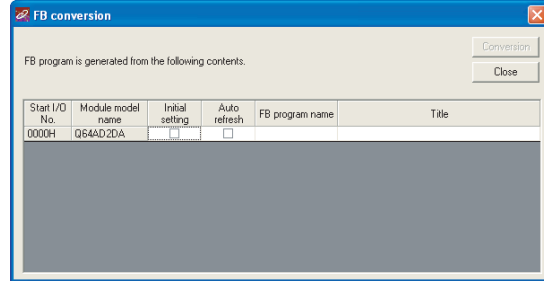 FB conversion
Conversion
FB program is generated from the following contents.
Close
Start I/O No. Module model name Initial setting Auto refresh FB program name Title
0000H Q64AD2DA